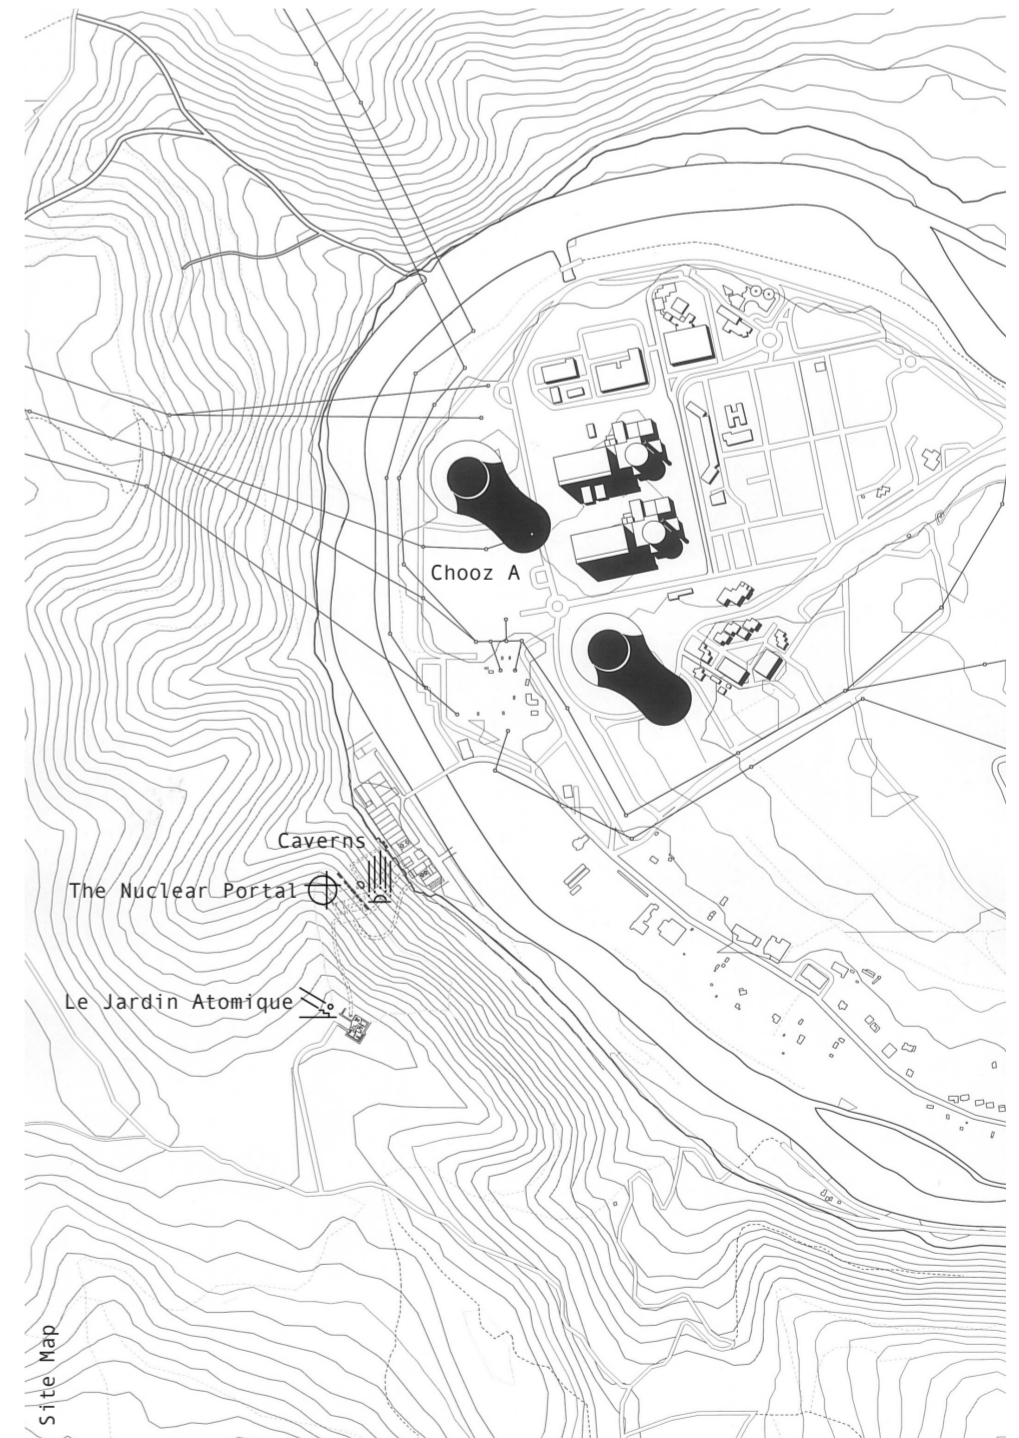 Chooz A
Caverns
The Nuclear Portal
Le Jardin Atomique
Site Map